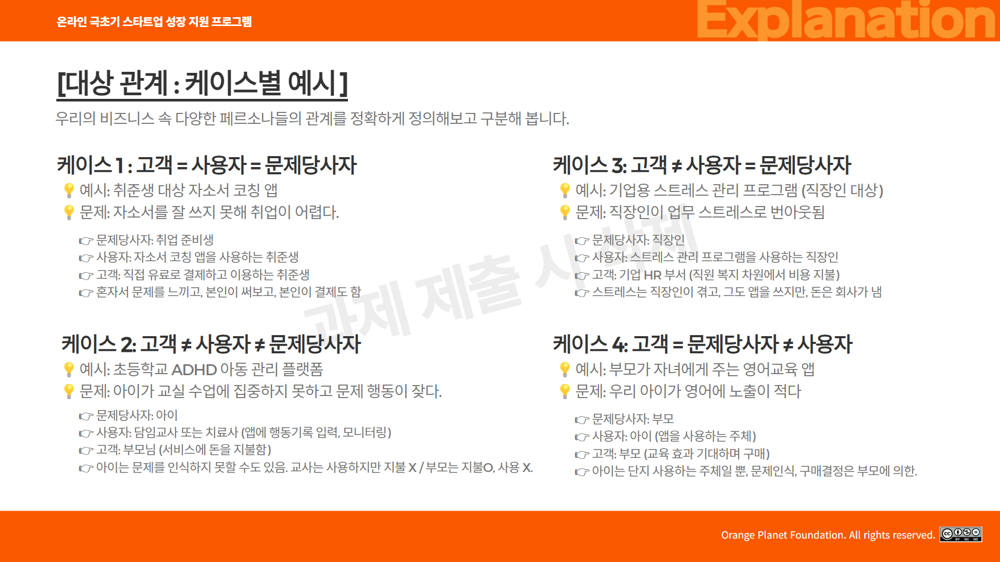 온라인 극초기 스타트업 성장 지원 프로그램
Explanation
[대상 관계 : 케이스별 예시]
우리의 비즈니스 속 다양한 페르소나들의 관계를 정확하게 정의해보고 구분해 봅니다.
케이스 1 : 고객 = 사용자 = 문제당사자
💡 예시: 취준생 대상 자소서 코칭 앱
💡 문제: 자소서를 잘 쓰지 못해 취업이 어렵다.
👉 문제당사자: 취업 준비생
👉 사용자: 자소서 코칭 앱을 사용하는 취준생
👉 고객: 직접 유료로 결제하고 이용하는 취준생
👉 혼자서 문제를 느끼고, 본인이 써보고, 본인이 결제도 함
케이스 2: 고객 ≠ 사용자 ≠ 문제당사자
💡 예시: 초등학교 ADHD 아동 관리 플랫폼
💡 문제: 아이가 교실 수업에 집중하지 못하고 문제 행동이 잦다.
👉 문제당사자: 아이
👉 사용자: 담임교사 또는 치료사 (앱에 행동기록 입력, 모니터링)
👉 고객: 부모님 (서비스에 돈을 지불함)
👉 아이는 문제를 인식하지 못할 수도 있음. 교사는 사용하지만 지불 X / 부모는 지불O, 사용 X.
케이스 3: 고객 ≠ 사용자 = 문제당사자
💡 예시: 기업용 스트레스 관리 프로그램 (직장인 대상)
💡 문제: 직장인이 업무 스트레스로 번아웃됨
👉 문제당사자: 직장인
👉 사용자: 스트레스 관리 프로그램을 사용하는 직장인
👉 고객: 기업 HR 부서 (직원 복지 차원에서 비용 지불)
👉 스트레스는 직장인이 겪고, 그도 앱을 쓰지만, 돈은 회사가 냄
케이스 4: 고객 = 문제당사자 ≠ 사용자
💡 예시: 부모가 자녀에게 주는 영어교육 앱
💡 문제: 우리 아이가 영어에 노출이 적다
👉 문제당사자: 부모
👉 사용자: 아이 (앱을 사용하는 주체)
👉 고객: 부모 (교육 효과 기대하며 구매)
👉 아이는 단지 사용하는 주체일 뿐, 문제인식, 구매결정은 부모에 의한.
과제 제출 시 삭제
Orange Planet Foundation. All rights reserved.
cc BY NC ND